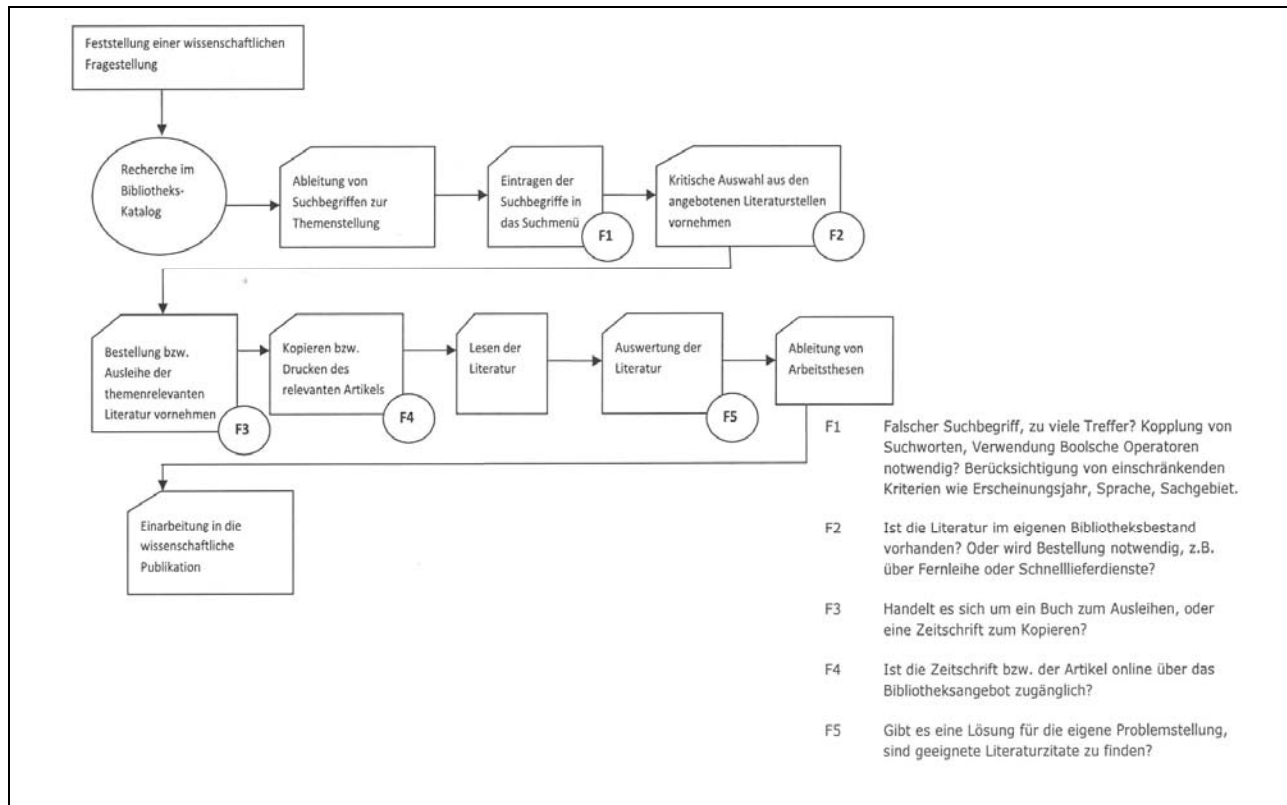 Feststellung einer wissenschaftlichen
Fragestellung
Recherche im
Bibliotheks-
Katalog
Ableitung von
Suchbegriffen zur
Themenstellung
Eintragen der
Suchbegriffe in
das Suchmenü
F1
Kritische Auswahl aus den
angebotenen Literaturstellen
vornehmen
F2
Bestellung bzw.
Ausleihe der
themenrelevanten
Literatur vornehmen
F3
Kopieren bzw.
Drucken des
relevanten Artikels
F4
Lesen der
Literatur
Auswertung der
Literatur
F5
Ableitung von
Arbeitsthesen
Einarbeitung in die
wissenschaftliche
Publikation
F1 Falscher Suchbegriff, zu viele Treffer? Kopplung von
Suchworten, Verwendung Boolsche Operatoren
notwendig? Berücksichtigung von einschränkenden
Kriterien wie Erscheinungsjahr, Sprache, Sachgebiet.
F2 Ist die Literatur im eigenen Bibliotheksbestand
vorhanden? Oder wird Bestellung notwendig, z.B.
über Fernleihe oder Schnelllieferdienste?
F3 Handelt es sich um ein Buch zum Ausleihen, oder
eine Zeitschrift zum Kopieren?
F4 Ist die Zeitschrift bzw. der Artikel online über das
Bibliotheksangebot zugänglich?
F5 Gibt es eine Lösung für die eigene Problemstellung,
sind geeignete Literaturzitate zu finden?